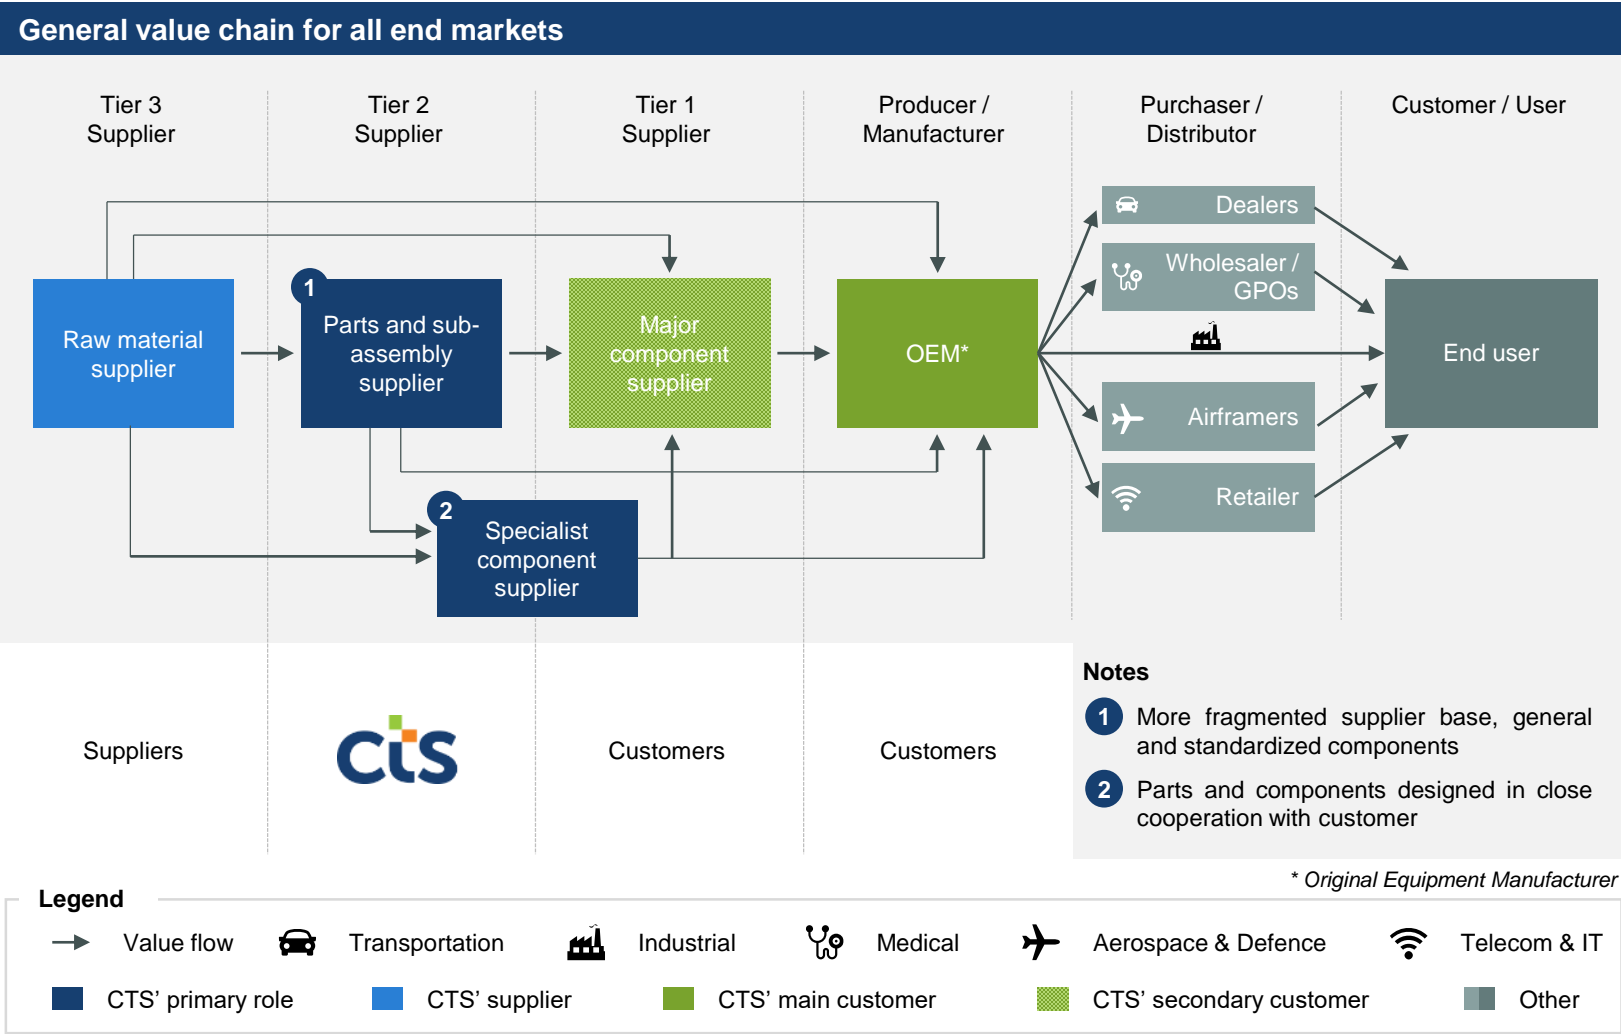 General value chain for all end markets
Tier 3
Supplier
Tier 2
Supplier
Tier 1
Supplier
Producer /
Manufacturer
Purchaser /
Distributor
Customer / User
Raw material
supplier
1
Parts and sub-
assembly
supplier
Major
component
supplier
OEM*
Dealers
Wholesaler /
GPOs
Airframers
Retailer
End user
2
Specialist
component
supplier
Suppliers
cts
Customers
Customers
Notes
1 More fragmented supplier base, general
and standardized components
2 Parts and components designed in close
cooperation with customer
* Original Equipment Manufacturer
Legend
Value flow
Transportation
Industrial
Medical
Aerospace & Defence
Telecom & IT
CTS’ primary role
CTS’ supplier
CTS’ main customer
CTS’ secondary customer
Other